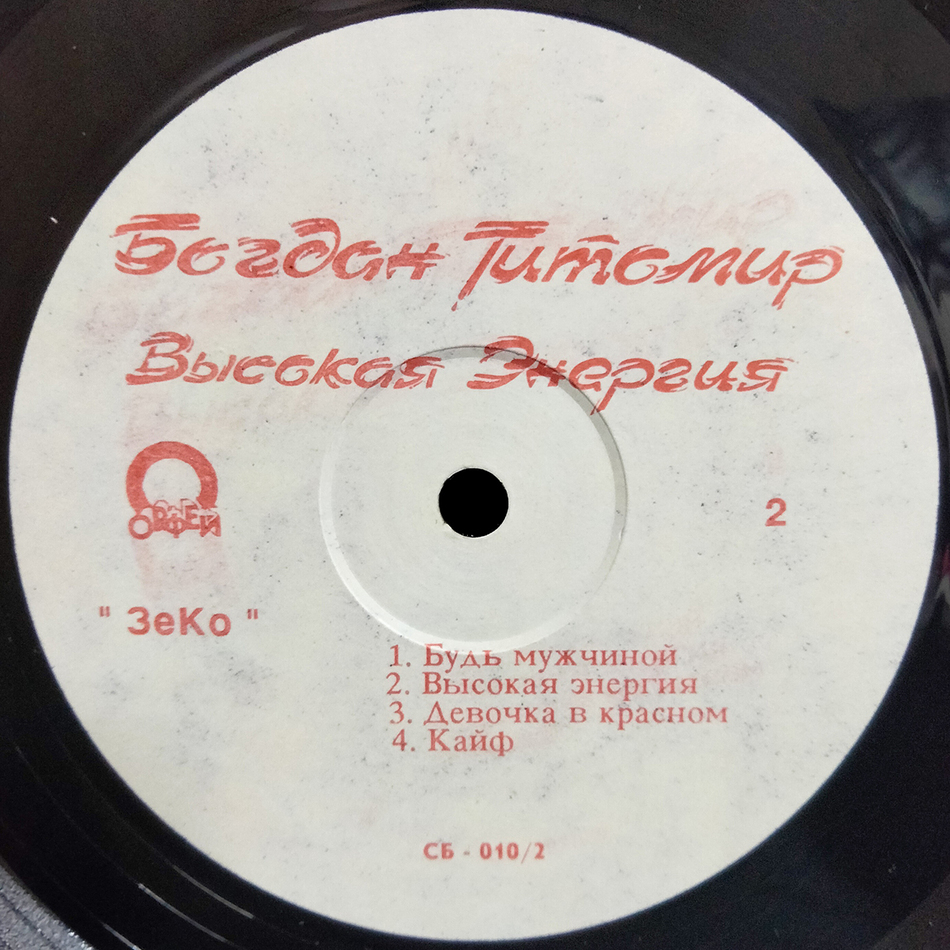 Богдан Титомир
Высокая Энергия
ОРФЕЙ
2
" ЗеКо "
1. Будь мужчиной
2. Высокая энергия
3. Девочка в красном
4. Кайф
СБ - 010/2